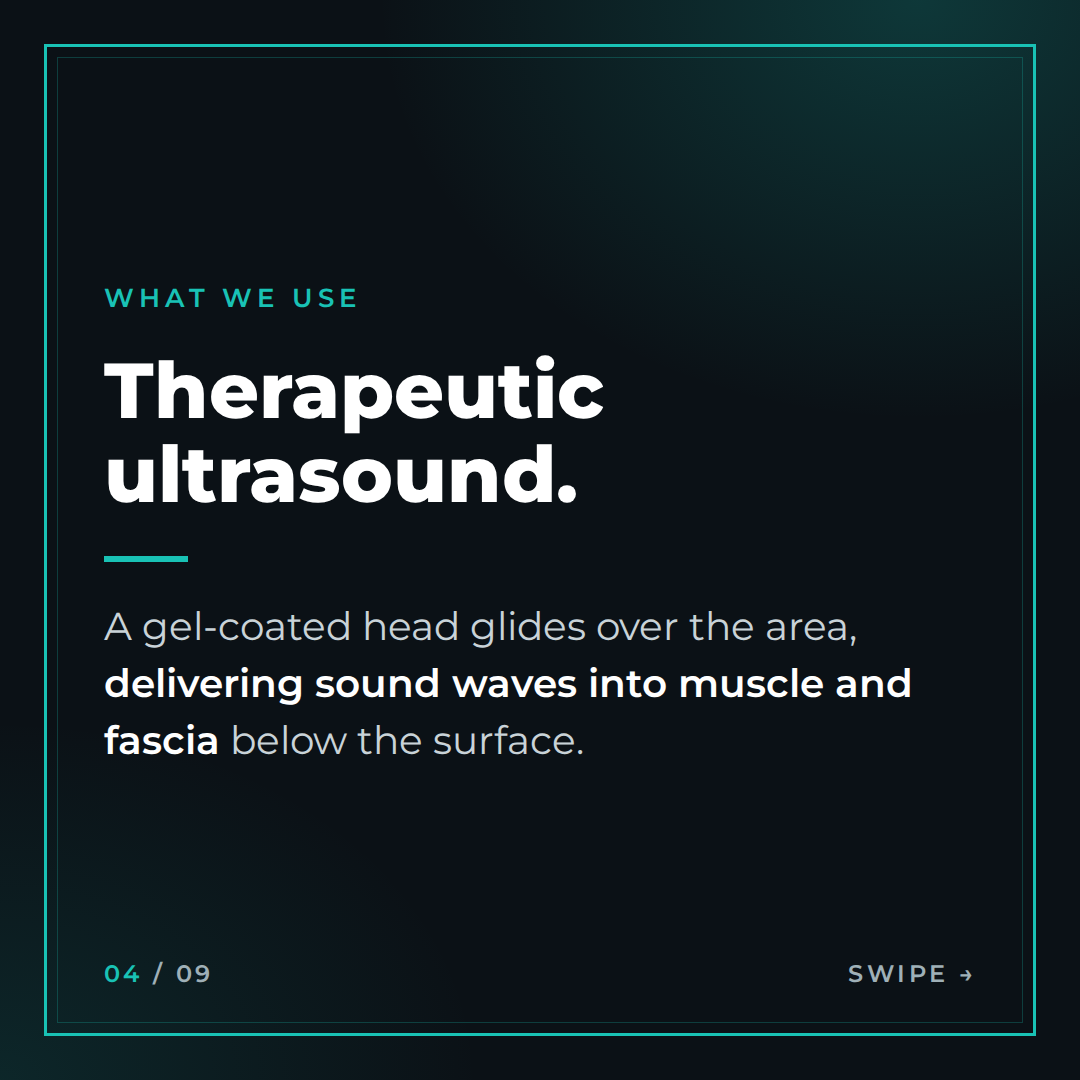 WHAT WE USE
Therapeutic
ultrasound.
A gel-coated head glides over the area,
delivering sound waves into muscle and
fascia below the surface.
04 / 09
SWIPE →